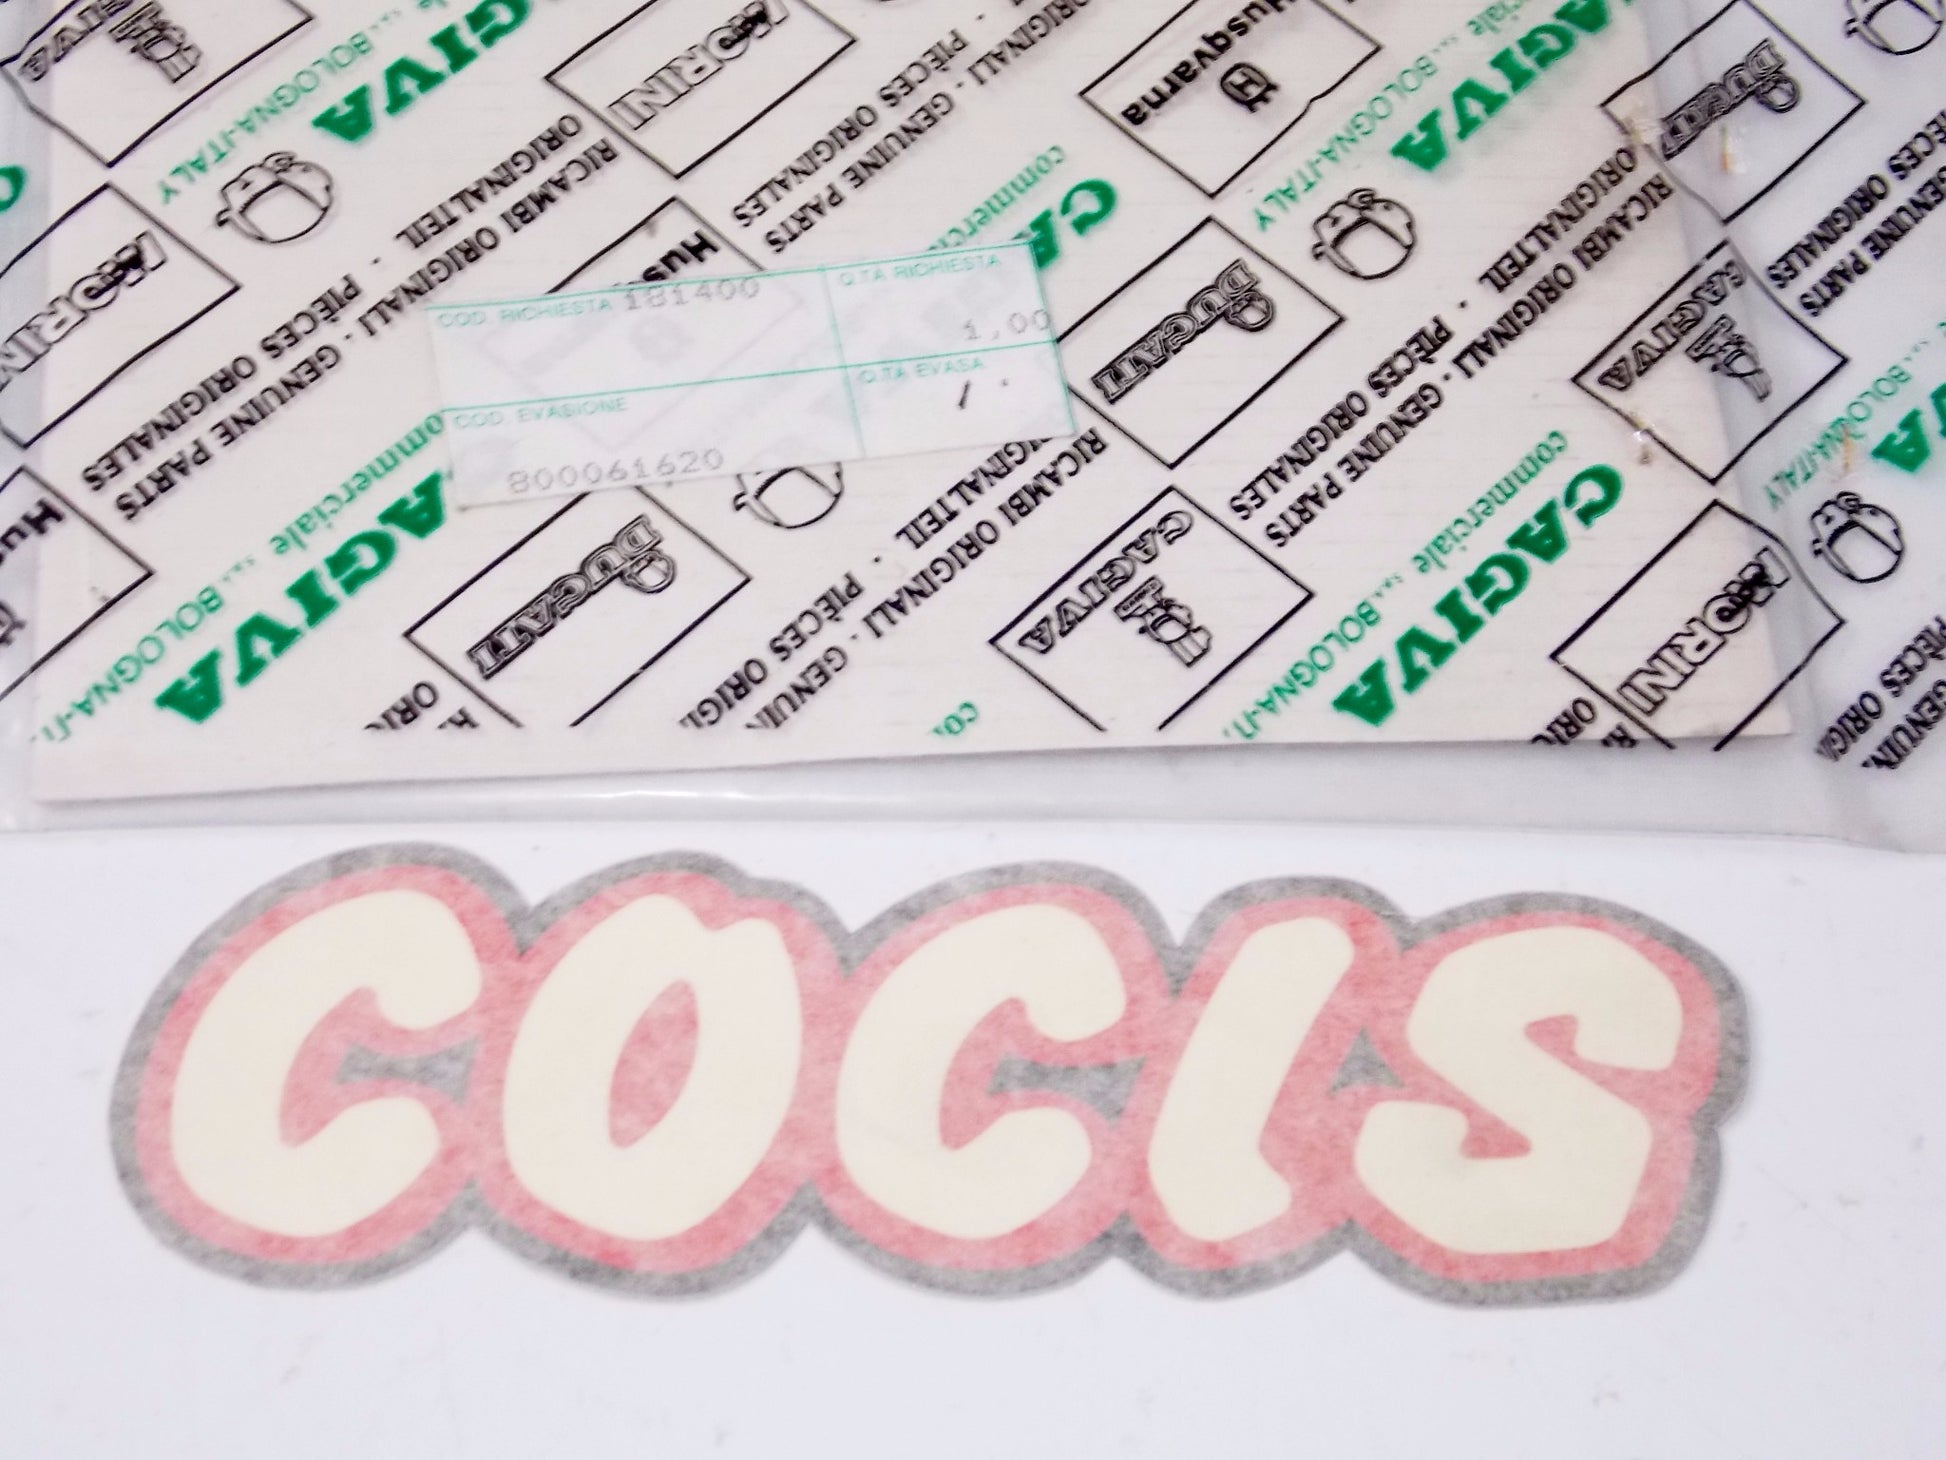 CAGIVA
commerciale s.p.a. BOLOGNA-ITALY
RICAMBI ORIGINALI - GENUINE PARTS
ORIGINALTEIL - PIÈCES ORIGINALES
MORINI
Husqvarna
DUCATI
CAGIVA
COD. RICHIESTA 181400
Q.TA RICHIESTA
1,00
COD. EVASIONE
800061620
Q.TA EVASA
COCIS